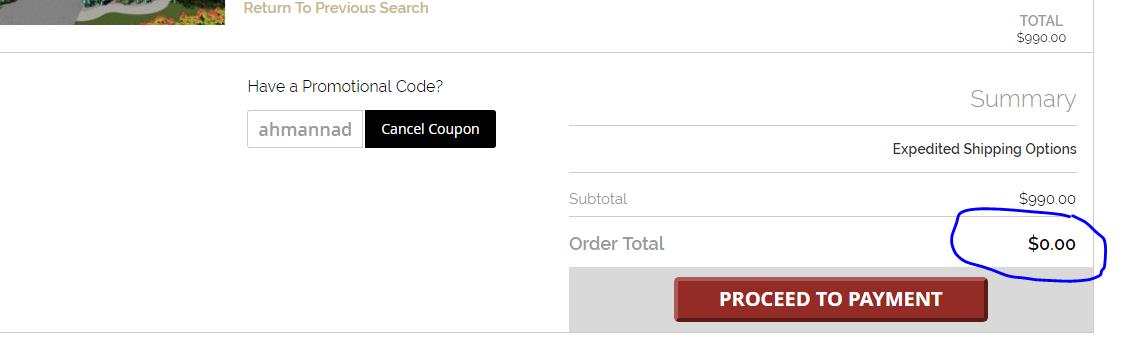 Return To Previous Search
TOTAL
$990.00
Have a Promotional Code?
ahmannad
Cancel Coupon
Summary
Expedited Shipping Options
Subtotal $990.00
Order Total $0.00
PROCEED TO PAYMENT